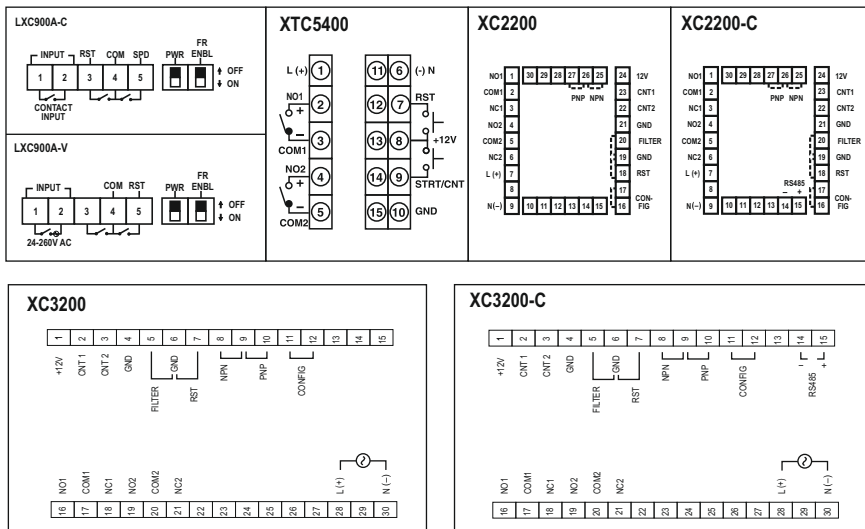 LXC900A-C
INPUT RST COM SPD PWR FR ENBL
1 2 3 4 5
OFF
ON
CONTACT INPUT
LXC900A-V
INPUT COM RST PWR FR ENBL
1 2 3 4 5
OFF
ON
24-260V AC
XTC5400
L (+) 1 11 6 (-) N
NO1 RST
+ 2 12 7
- 3 13 8 +12V
COM1
NO2
+ 4 14 9
STRT/CNT
- 5 15 10 GND
COM2
XC2200
NO1 1 30 29 28 27 26 25 24 12V
COM1 2 PNP NPN 23 CNT1
NC1 3 22 CNT2
NO2 4 21 GND
COM2 5 20 FILTER
NC2 6 19 GND
L (+) 7 18 RST
8 17 CON-
N(–) 9 10 11 12 13 14 15 16 FIG
XC2200-C
NO1 1 30 29 28 27 26 25 24 12V
COM1 2 PNP NPN 23 CNT1
NC1 3 22 CNT2
NO2 4 21 GND
COM2 5 20 FILTER
NC2 6 19 GND
L (+) 7 RS485 18 RST
8 – + 17 CON-
N(–) 9 10 11 12 13 14 15 16 FIG
XC3200
1 2 3 4 5 6 7 8 9 10 11 12 13 14 15
+12V CNT 1 CNT 2 GND FILTER GND RST NPN PNP CONFIG
NO1 COM1 NC1 NO2 COM2 NC2 L (+) N (–)
16 17 18 19 20 21 22 23 24 25 26 27 28 29 30
XC3200-C
1 2 3 4 5 6 7 8 9 10 11 12 13 14 15
+12V CNT 1 CNT 2 GND FILTER GND RST NPN PNP CONFIG – RS485 +
NO1 COM1 NC1 NO2 COM2 NC2 L (+) N (–)
16 17 18 19 20 21 22 23 24 25 26 27 28 29 30